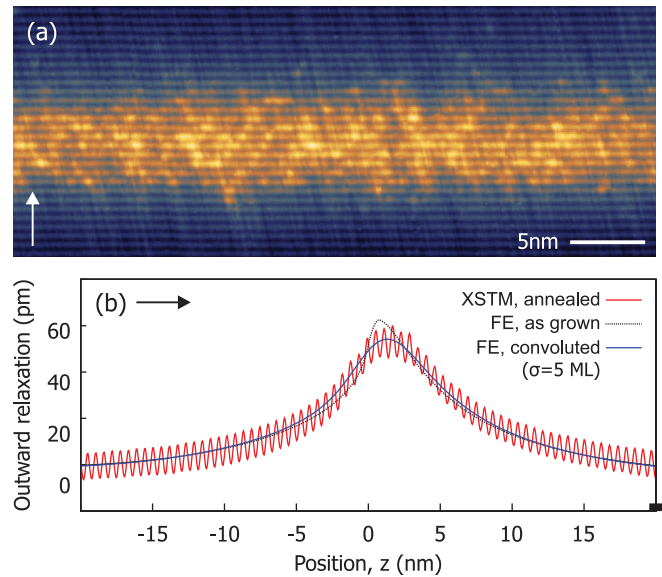 (a)
5nm
(b)
XSTM, annealed
FE, as grown
FE, convoluted
(σ=5 ML)
Outward relaxation (pm)
60
40
20
0
-15 -10 -5 0 5 10 15
Position, z (nm)